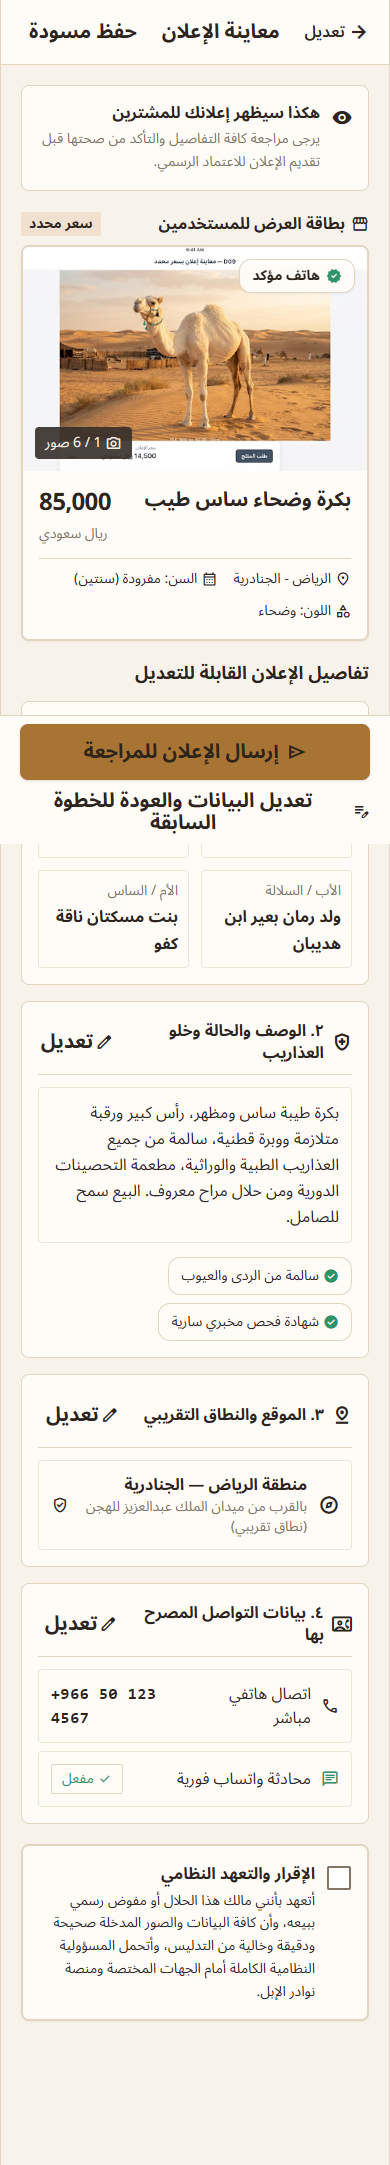 تعديل
معاينة الإعلان
حفظ مسودة
هكذا سيظهر إعلانك للمشترين
يرجى مراجعة كافة التفاصيل والتأكد من صحتها قبل
تقديم الإعلان للاعتماد الرسمي.
بطاقة العرض للمستخدمين
سعر محدد
D09 — معاينة إعلان بسعر محدد
هاتف مؤكد
1 / 6 صور
14,500
طلب المنتج
بكرة وضحاء ساس طيب
85,000
ريال سعودي
الرياض - الجنادرية
السن: مفرودة (سنتين)
اللون: وضحاء
تفاصيل الإعلان القابلة للتعديل
إرسال الإعلان للمراجعة
تعديل البيانات والعودة للخطوة
السابقة
الأب / السلالة
ولد رمان بعير ابن
هديبان
الأم / الساس
بنت مسكتان ناقة
كفو
٢. الوصف والحالة وخلو
العذاريب
تعديل
بكرة طيبة ساس ومظهر، رأس كبير ورقبة
متلازمة ووبرة قطنية، سالمة من جميع
العذاريب الطبية والوراثية، مطعمة التحصينات
الدورية ومن حلال مراح معروف. البيع سمح
للصامل.
سالمة من الردى والعيوب
شهادة فحص مخبري سارية
٣. الموقع والنطاق التقريبي
تعديل
منطقة الرياض — الجنادرية
بالقرب من ميدان الملك عبدالعزيز للهجن
(نطاق تقريبي)
٤. بيانات التواصل المصرح
بها
تعديل
اتصال هاتفي
مباشر
+966 50 123
4567
محادثة واتساب فورية
مفعل
الإقرار والتعهد النظامي
أتعهد بأنني مالك هذا الحلال أو مفوض رسمي
ببيعه، وأن كافة البيانات والصور المدخلة صحيحة
ودقيقة وخالية من التدليس، وأتحمل المسؤولية
النظامية الكاملة أمام الجهات المختصة ومنصة
نوادر الإبل.